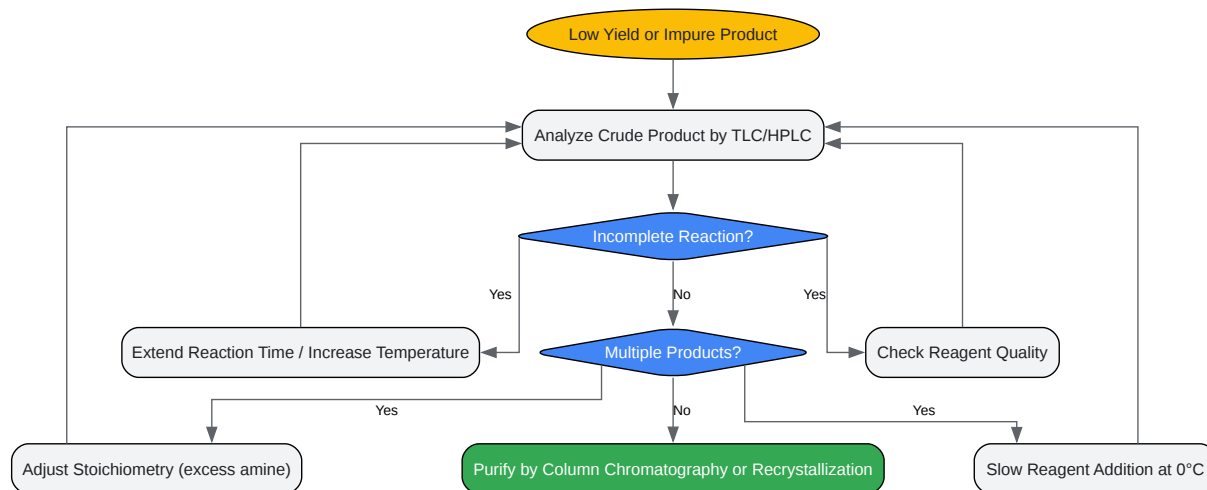 Low Yield or Impure Product
Analyze Crude Product by TLC/HPLC
Incomplete Reaction?
Yes
No
Yes
Extend Reaction Time / Increase Temperature
Multiple Products?
Check Reagent Quality
Yes
No
Yes
Adjust Stoichiometry (excess amine)
Purify by Column Chromatography or Recrystallization
Slow Reagent Addition at 0°C